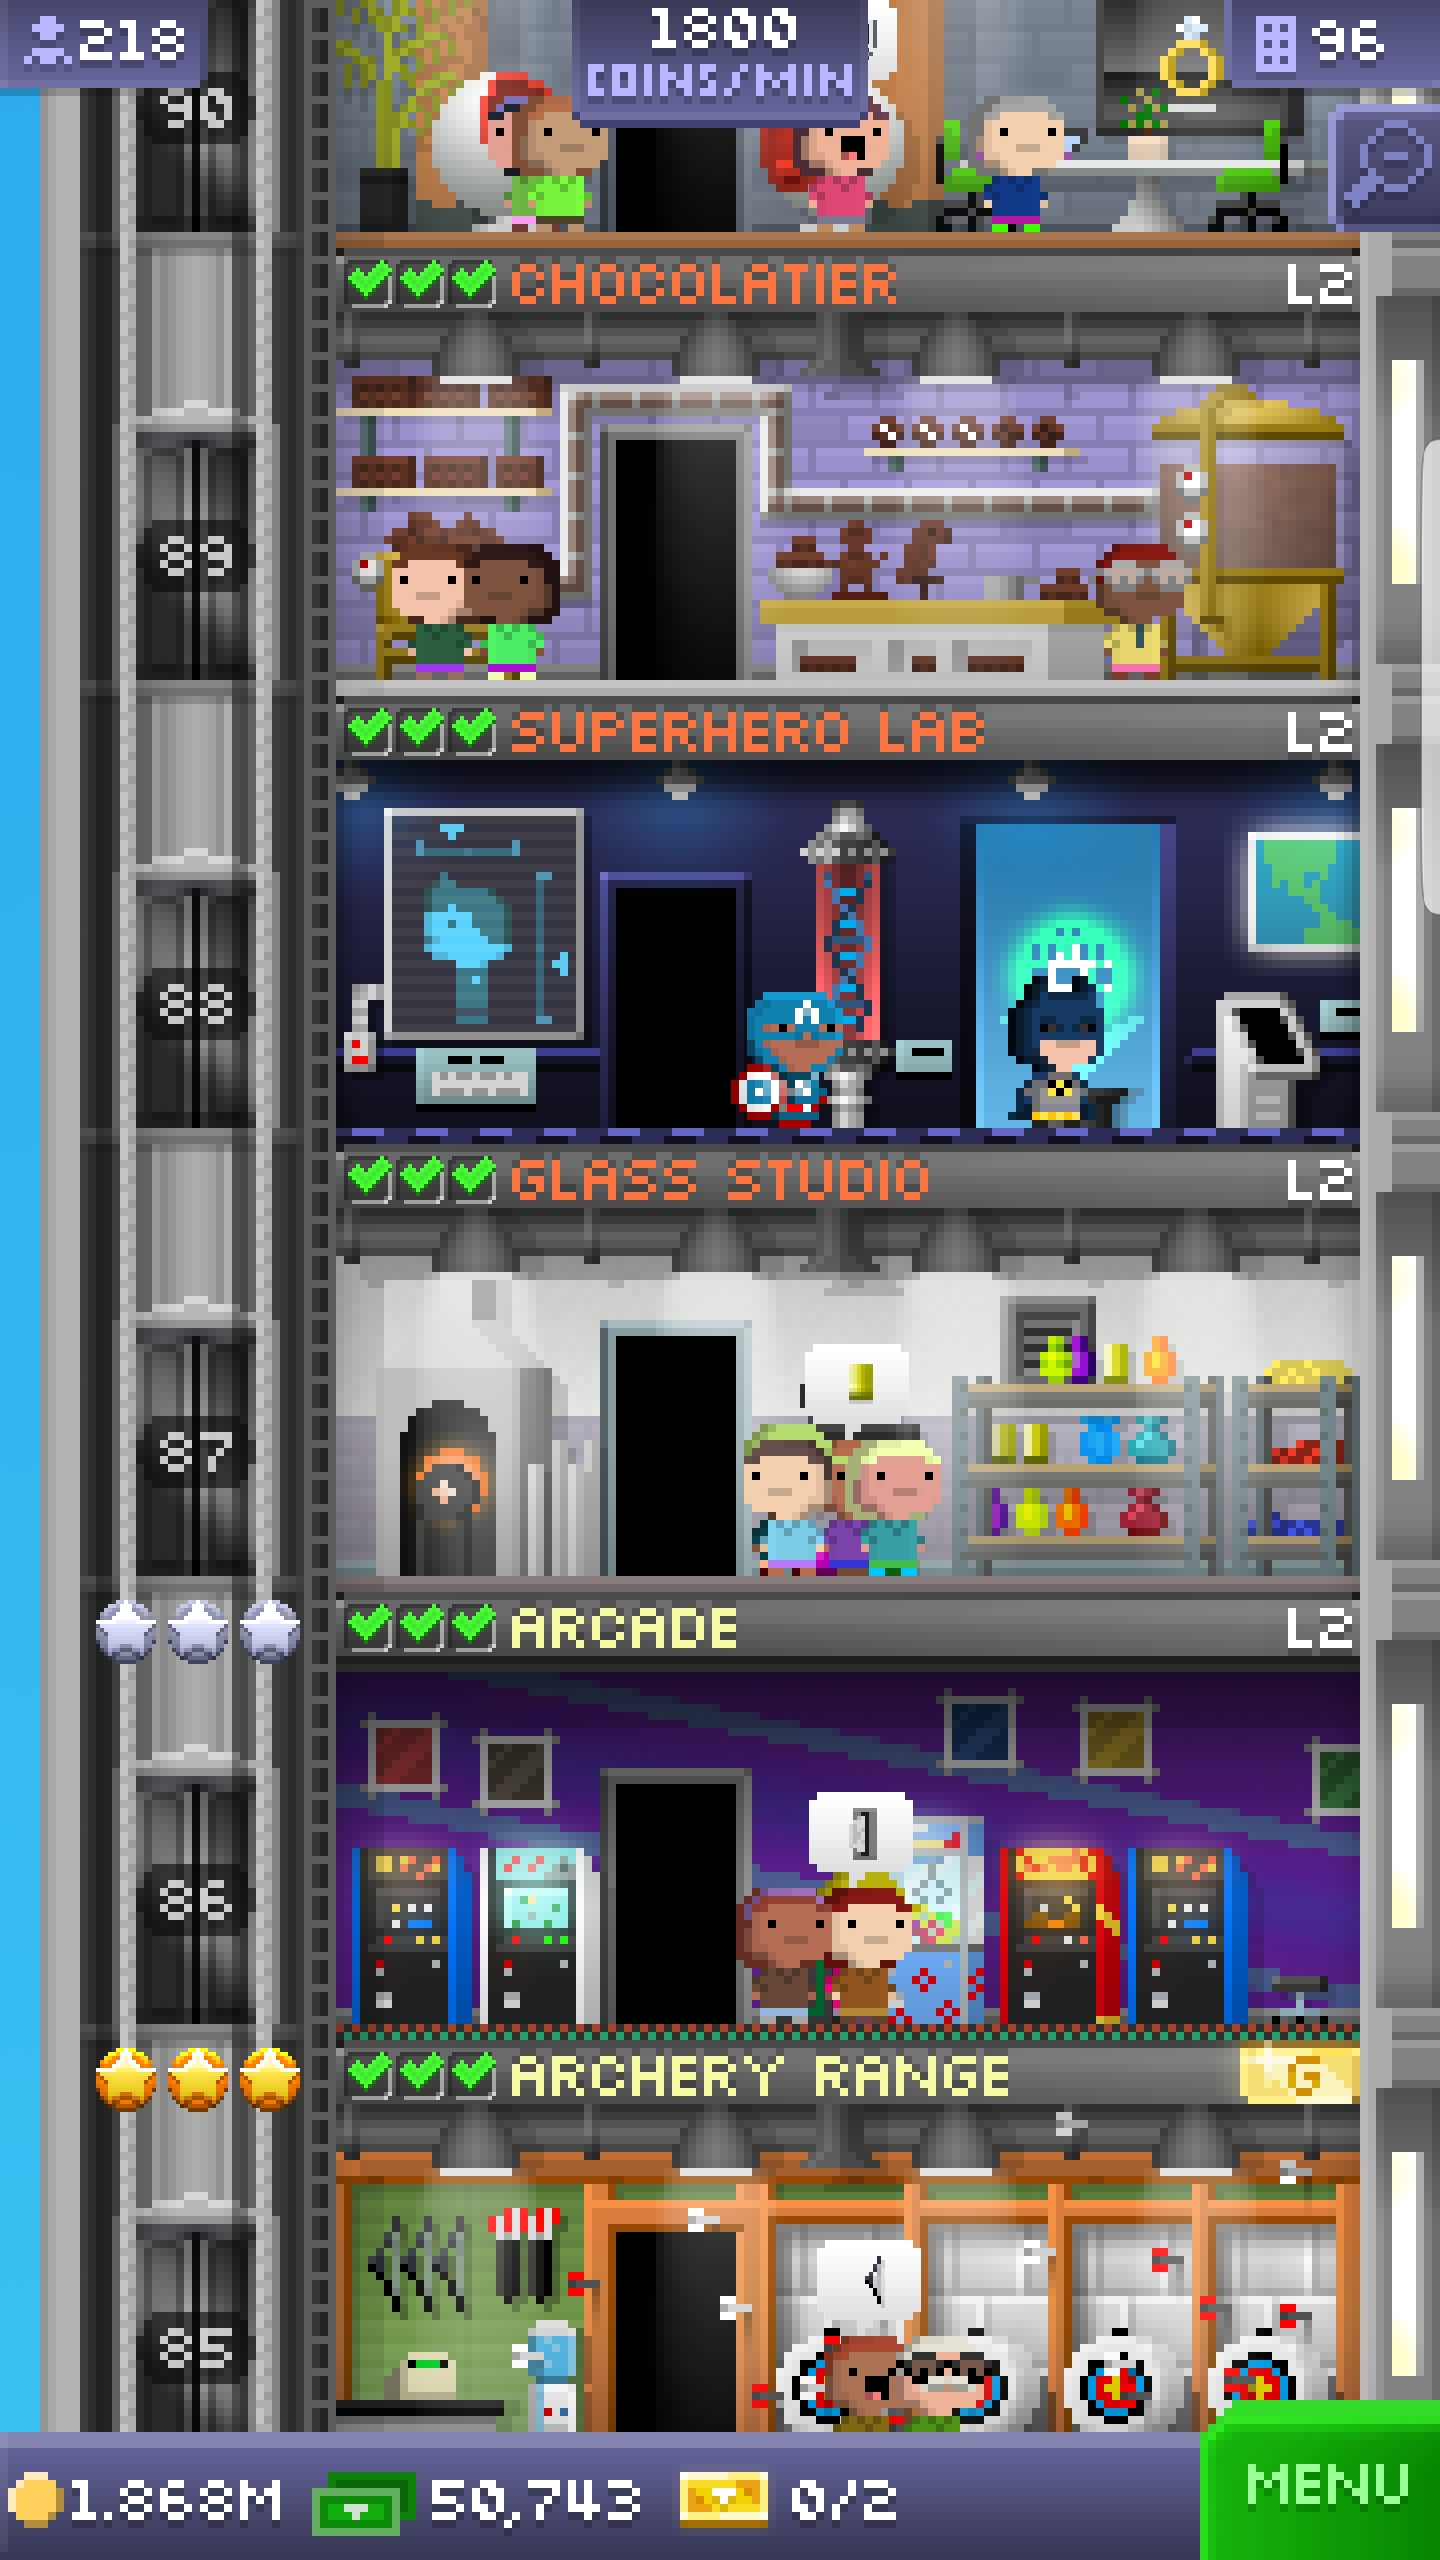 218
1800
COINS/MIN
96
90
CHOCOLATIER L2
89
SUPERHERO LAB L2
88
GLASS STUDIO L2
87
ARCADE L2
86
ARCHERY RANGE G
85
1.868M 50,743 0/2 MENU